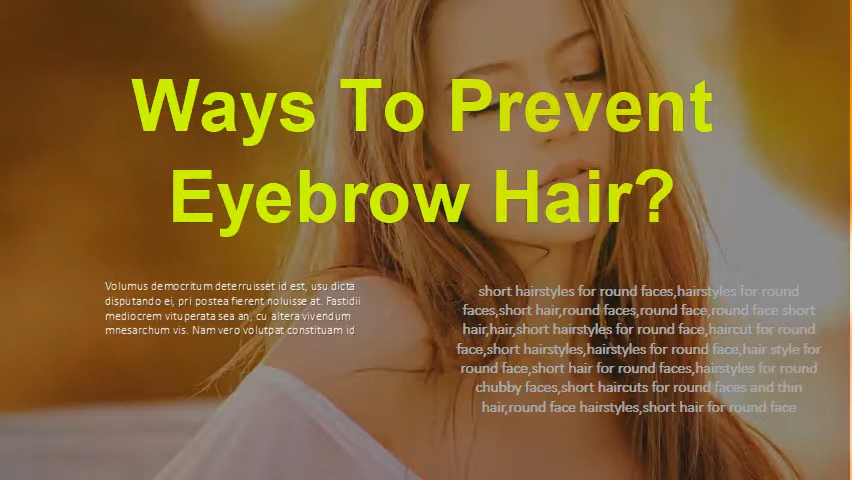 Ways To Prevent
Eyebrow Hair?
Volumus democritum deterruisset id est, usu dicta
disputando ei, pri postea fierent noluisse at. Fastidii
mediocrem vituperata sea an, cu altera vivendum
mnesarchum vis. Nam vero volutpat constituam id
short hairstyles for round faces,hairstyles for round
faces,short hair,round faces,round face,round face short
hair,hair,short hairstyles for round face,haircut for round
face,short hairstyles,hairstyles for round face,hair style for
round face,short hair for round faces,hairstyles for round
chubby faces,short haircuts for round faces and thin
hair,round face hairstyles,short hair for round face